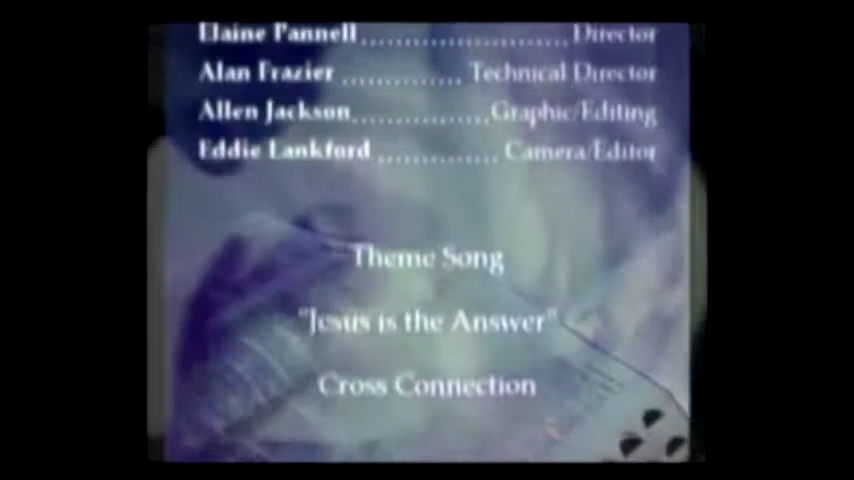 Elaine Pannell........................Director
Alan Frazier..............Technical Director
Allen Jackson................Graphic/Editing
Eddie Lankford..............Camera/Editor
Theme Song
"Jesus is the Answer"
Cross Connection